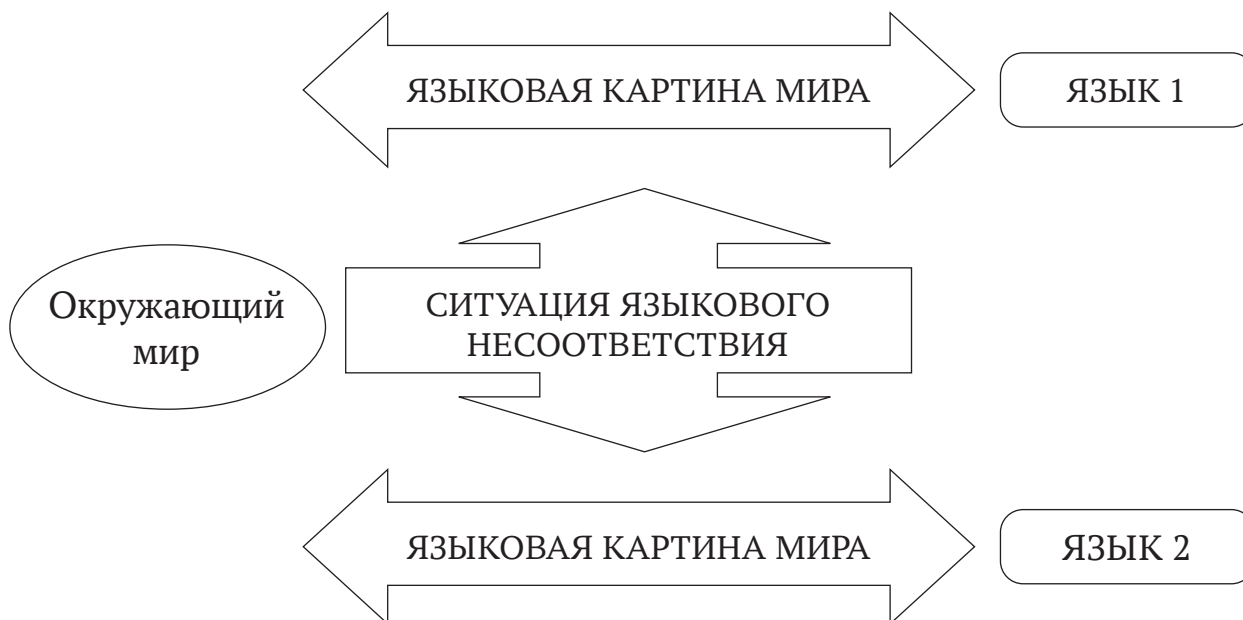 ЯЗЫКОВАЯ КАРТИНА МИРА
ЯЗЫК 1
Окружающий
мир
СИТУАЦИЯ ЯЗЫКОВОГО
НЕСООТВЕТСТВИЯ
ЯЗЫКОВАЯ КАРТИНА МИРА
ЯЗЫК 2